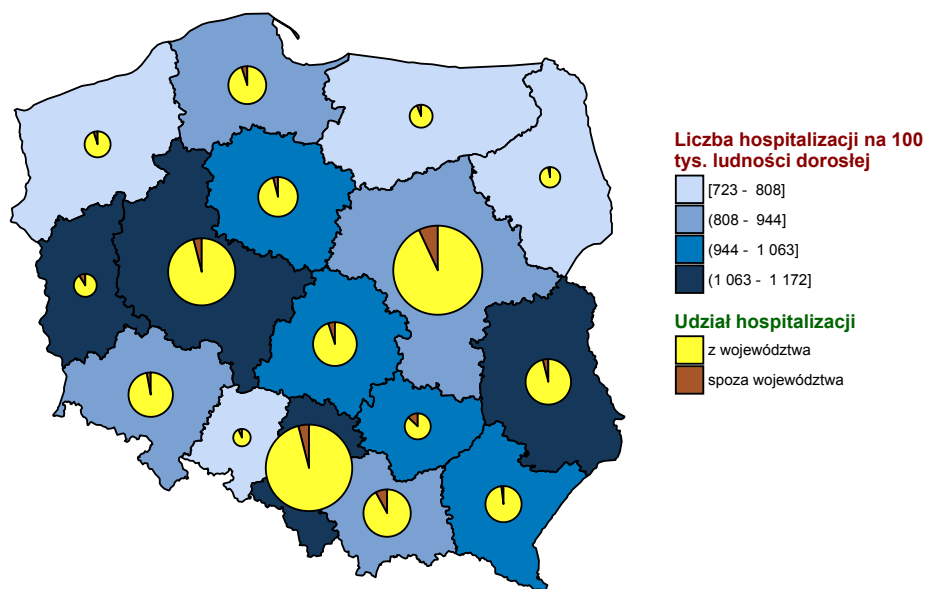 Liczba hospitalizacji na 100
tys. ludności dorosłej
[723 - 808]
(808 - 944]
(944 - 1 063]
(1 063 - 1 172]
Udział hospitalizacji
z województwa
spoza województwa